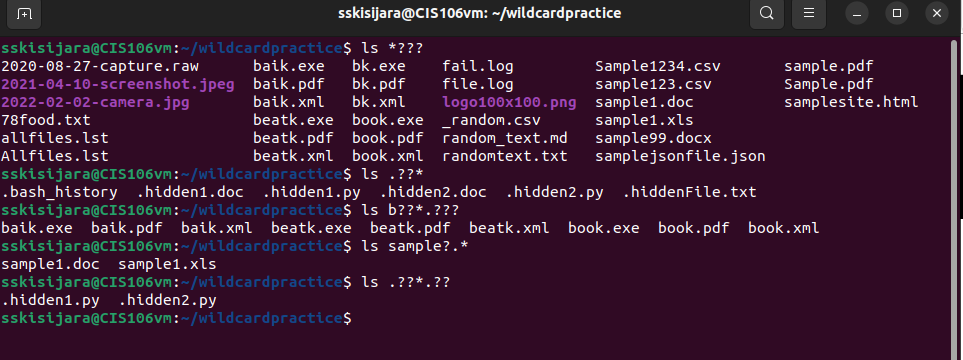 sskisijara@CIS106vm: ~/wildcardpractice
sskisijara@CIS106vm:~/wildcardpractice$ ls *???
2020-08-27-capture.raw baik.exe bk.exe fail.log Sample1234.csv sample.pdf
2021-04-10-screenshot.jpeg baik.pdf bk.pdf file.log sample123.csv Sample.pdf
2022-02-02-camera.jpg baik.xml bk.xml logo100x100.png sample1.doc samplesite.html
78food.txt beatk.exe book.exe _random.csv sample1.xls
allfiles.lst beatk.pdf book.pdf random_text.md sample99.docx
Allfiles.lst beatk.xml book.xml randomtext.txt samplejsonfile.json
sskisijara@CIS106vm:~/wildcardpractice$ ls .??*
.bash_history .hidden1.doc .hidden1.py .hidden2.doc .hidden2.py .hiddenFile.txt
sskisijara@CIS106vm:~/wildcardpractice$ ls b??*.???
baik.exe baik.pdf baik.xml beatk.exe beatk.pdf beatk.xml book.exe book.pdf book.xml
sskisijara@CIS106vm:~/wildcardpractice$ ls sample?.*
sample1.doc sample1.xls
sskisijara@CIS106vm:~/wildcardpractice$ ls .??*.??
.hidden1.py .hidden2.py
sskisijara@CIS106vm:~/wildcardpractice$